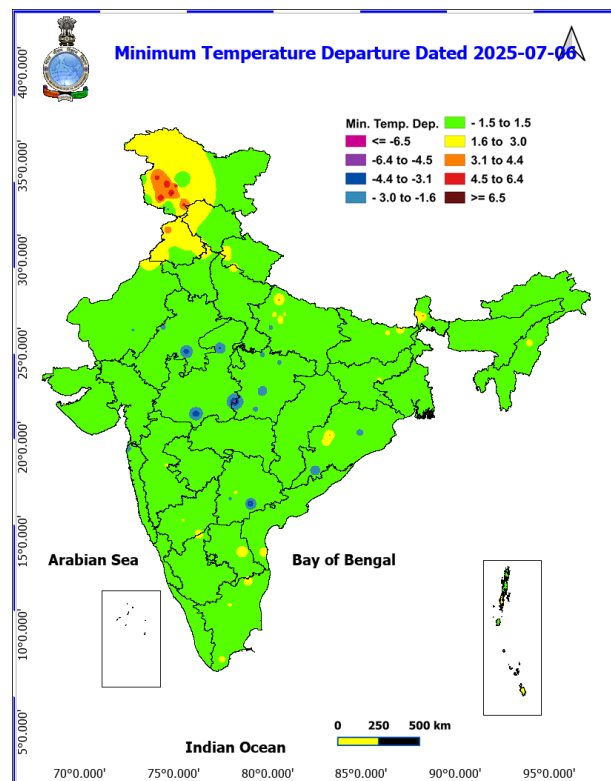 Minimum Temperature Departure Dated 2025-07-06
Min. Temp. Dep.
<= -6.5
-6.4 to -4.5
-4.4 to -3.1
- 3.0 to -1.6
- 1.5 to 1.5
1.6 to 3.0
3.1 to 4.4
4.5 to 6.4
>= 6.5
40°0.000'
35°0.000'
30°0.000'
25°0.000'
20°0.000'
15°0.000'
10°0.000'
5°0.000'
Arabian Sea
Bay of Bengal
Indian Ocean
0 250 500 km
70°0.000' 75°0.000' 80°0.000' 85°0.000' 90°0.000' 95°0.000'